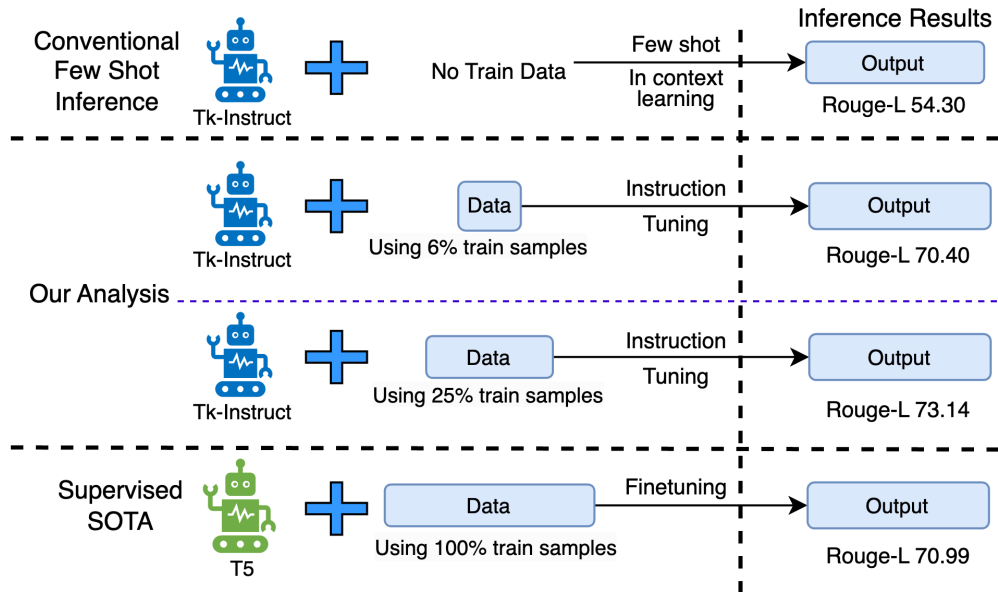 Inference Results
Conventional
Few Shot
Inference
Tk-Instruct
No Train Data
Few shot
In context
learning
Output
Rouge-L 54.30
Our Analysis
Tk-Instruct
Data
Using 6% train samples
Instruction
Tuning
Output
Rouge-L 70.40
Tk-Instruct
Data
Using 25% train samples
Instruction
Tuning
Output
Rouge-L 73.14
Supervised
SOTA
T5
Data
Using 100% train samples
Finetuning
Output
Rouge-L 70.99